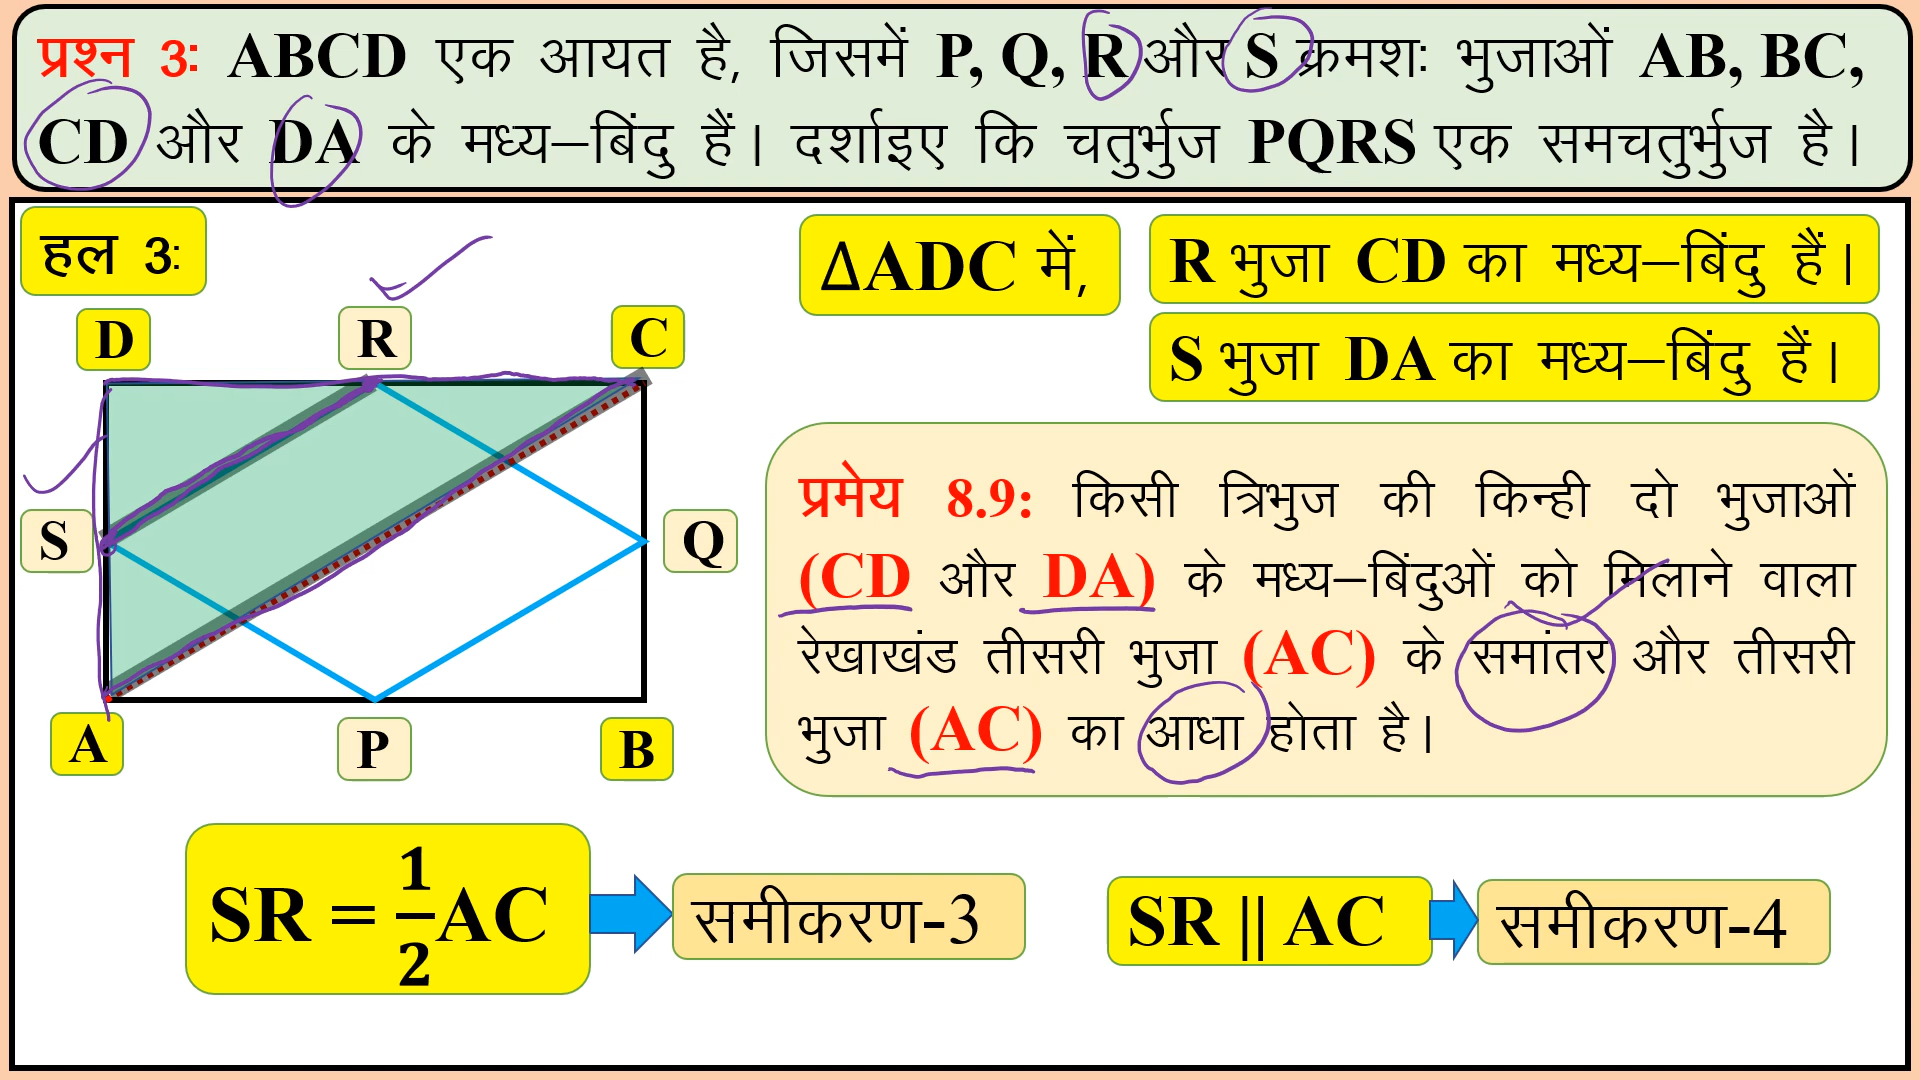 प्रश्न 3: ABCD एक आयत है, जिसमें P, Q, R और S क्रमशः भुजाओं AB, BC,
CD और DA के मध्य–बिंदु हैं। दर्शाइए कि चतुर्भुज PQRS एक समचतुर्भुज है।
हल 3:
ΔADC में,
R भुजा CD का मध्य–बिंदु हैं।
S भुजा DA का मध्य–बिंदु हैं।
D
R
C
S
Q
A
P
B
प्रमेय 8.9: किसी त्रिभुज की किन्ही दो भुजाओं
(CD और DA) के मध्य–बिंदुओं को मिलाने वाला
रेखाखंड तीसरी भुजा (AC) के समांतर और तीसरी
भुजा (AC) का आधा होता है।
SR = 1/2 AC
समीकरण-3
SR || AC
समीकरण-4